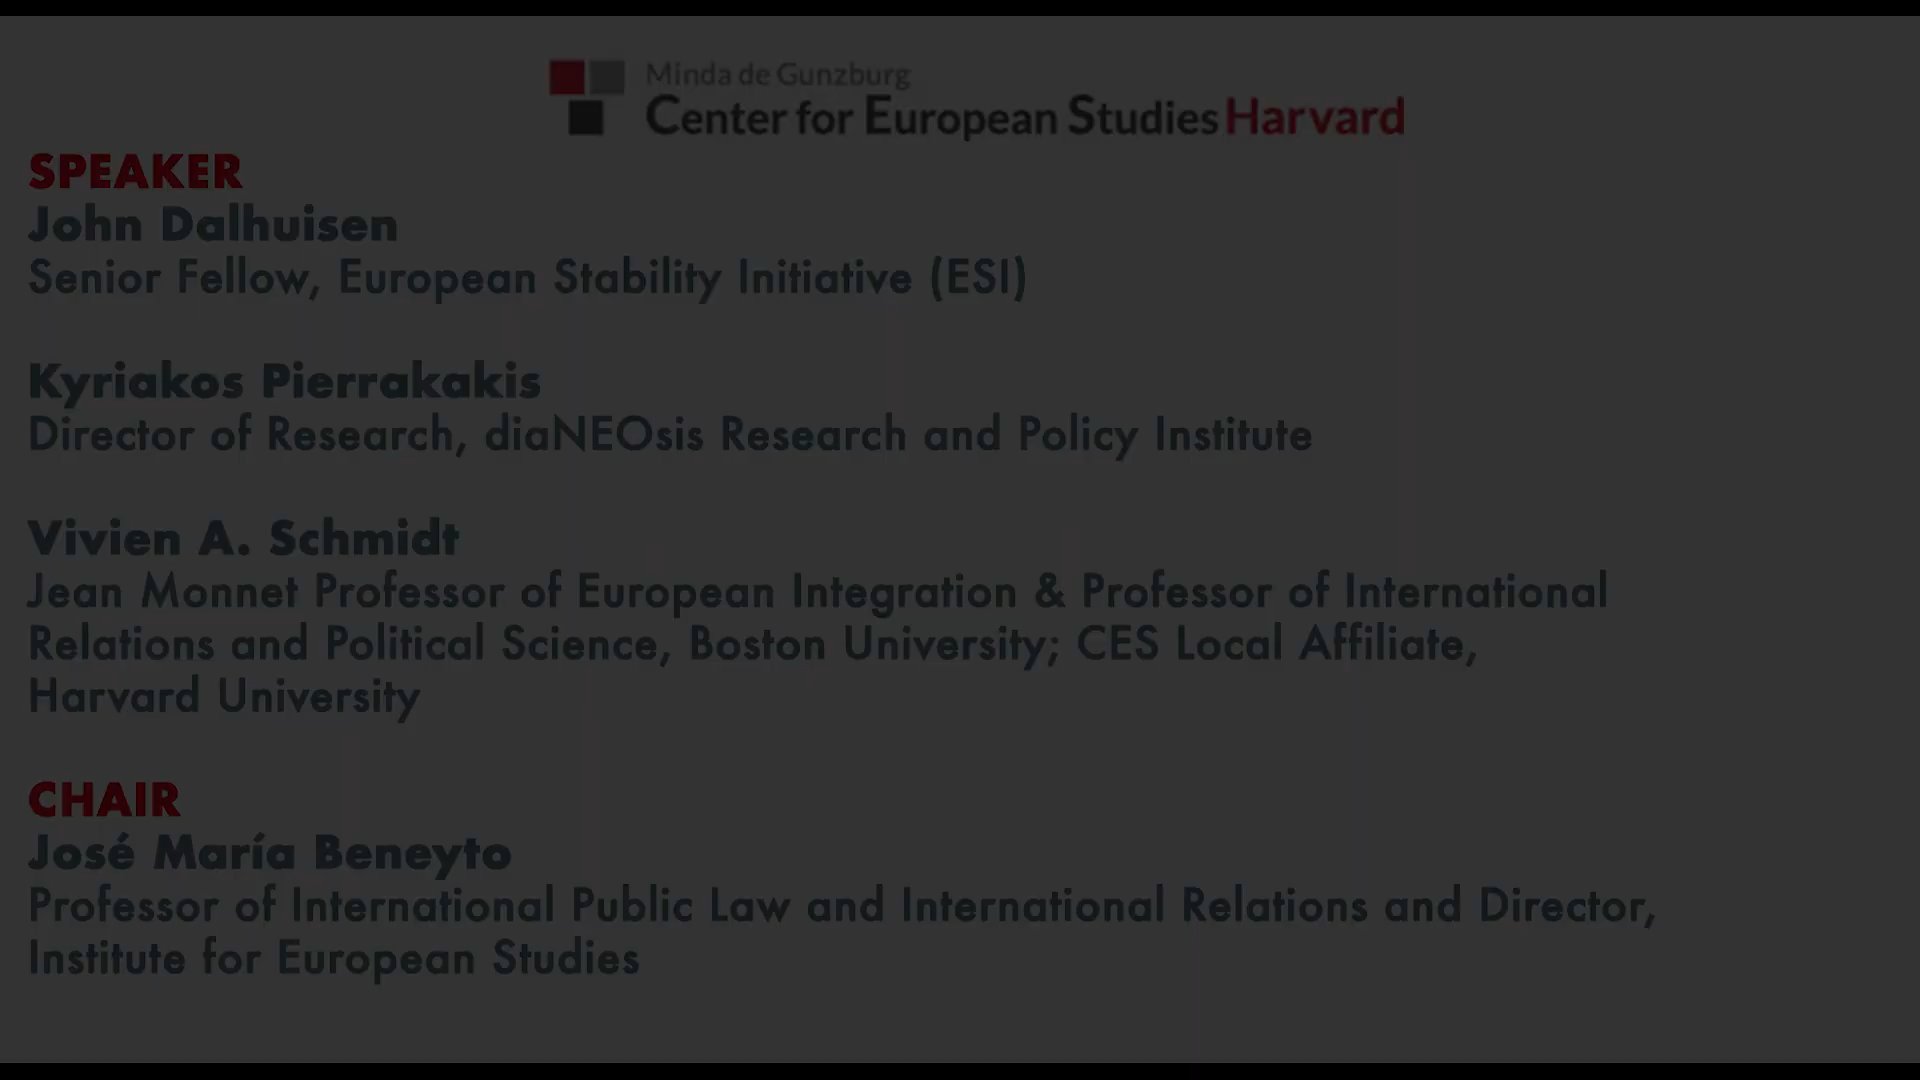 Minda de Gunzburg
Center for European Studies Harvard
SPEAKER
John Dalhuisen
Senior Fellow, European Stability Initiative (ESI)
Kyriakos Pierrakakis
Director of Research, diaNEOsis Research and Policy Institute
Vivien A. Schmidt
Jean Monnet Professor of European Integration & Professor of International
Relations and Political Science, Boston University; CES Local Affiliate,
Harvard University
CHAIR
José María Beneyto
Professor of International Public Law and International Relations and Director,
Institute for European Studies